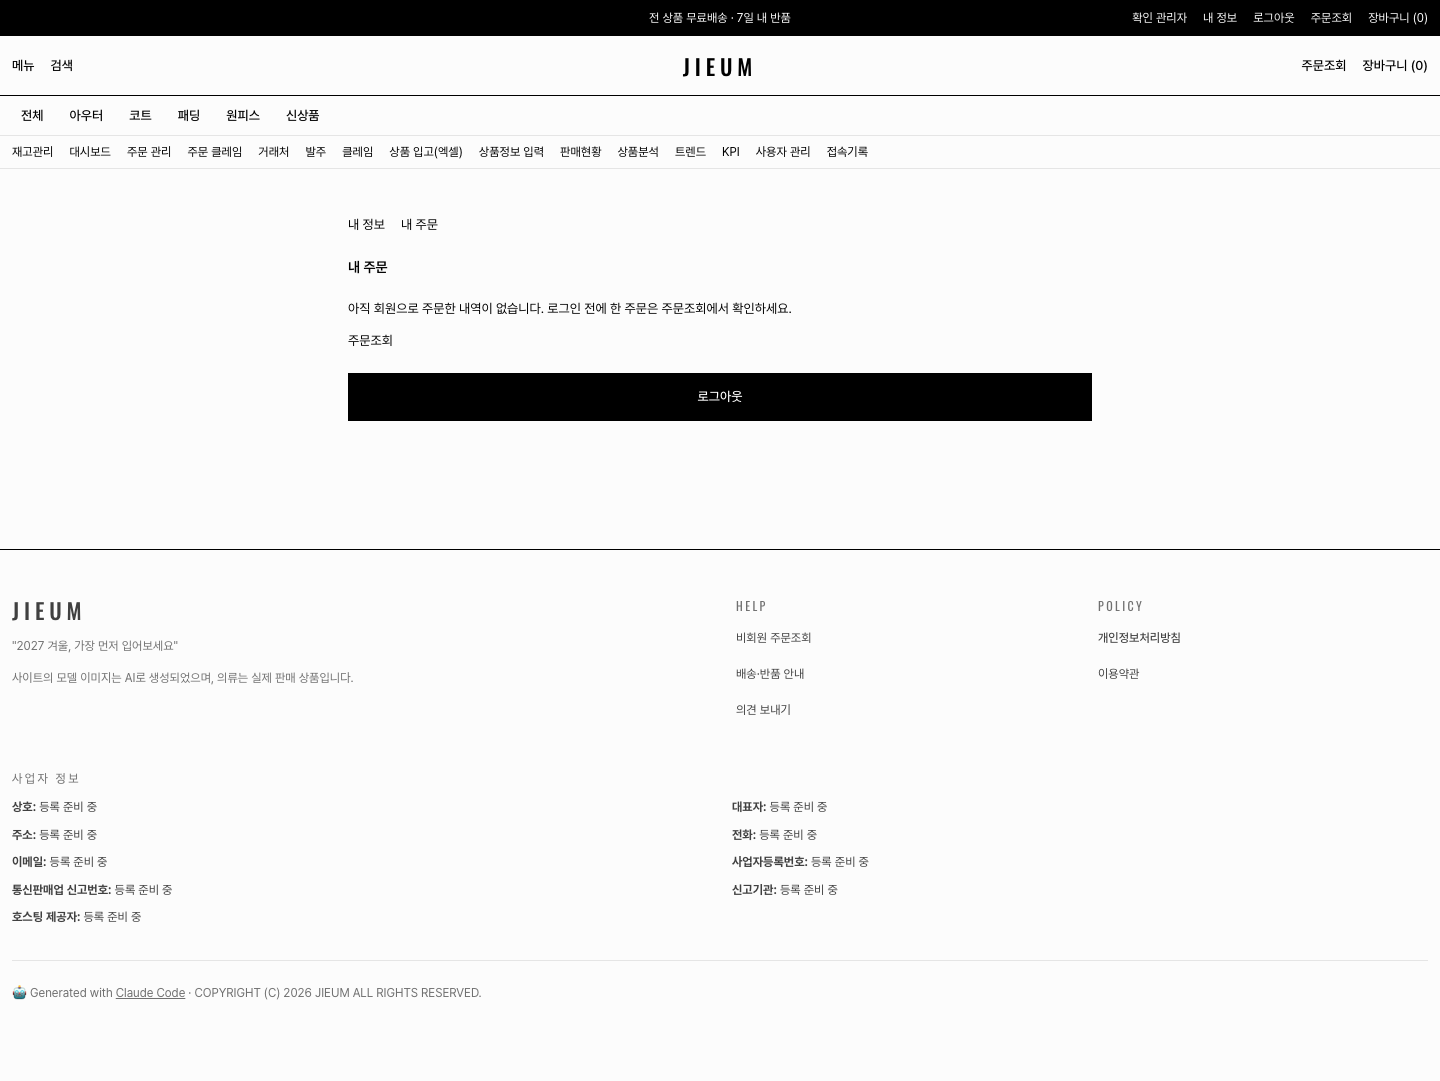 전 상품 무료배송 · 7일 내 반품
확인 관리자 내 정보 로그아웃 주문조회 장바구니 (0)
메뉴 검색
JIEUM
주문조회 장바구니 (0)
전체 아우터 코트 패딩 원피스 신상품
재고관리 대시보드 주문 관리 주문 클레임 거래처 발주 클레임 상품 입고(엑셀) 상품정보 입력 판매현황 상품분석 트렌드 KPI 사용자 관리 접속기록
내 정보 내 주문
내 주문
아직 회원으로 주문한 내역이 없습니다. 로그인 전에 한 주문은 주문조회에서 확인하세요.
주문조회
로그아웃
JIEUM
"2027 겨울, 가장 먼저 입어보세요"
사이트의 모델 이미지는 AI로 생성되었으며, 의류는 실제 판매 상품입니다.
HELP
비회원 주문조회
배송·반품 안내
의견 보내기
POLICY
개인정보처리방침
이용약관
사업자 정보
상호: 등록 준비 중
대표자: 등록 준비 중
주소: 등록 준비 중
전화: 등록 준비 중
이메일: 등록 준비 중
사업자등록번호: 등록 준비 중
통신판매업 신고번호: 등록 준비 중
신고기관: 등록 준비 중
호스팅 제공자: 등록 준비 중
🤖 Generated with Claude Code · COPYRIGHT (C) 2026 JIEUM ALL RIGHTS RESERVED.